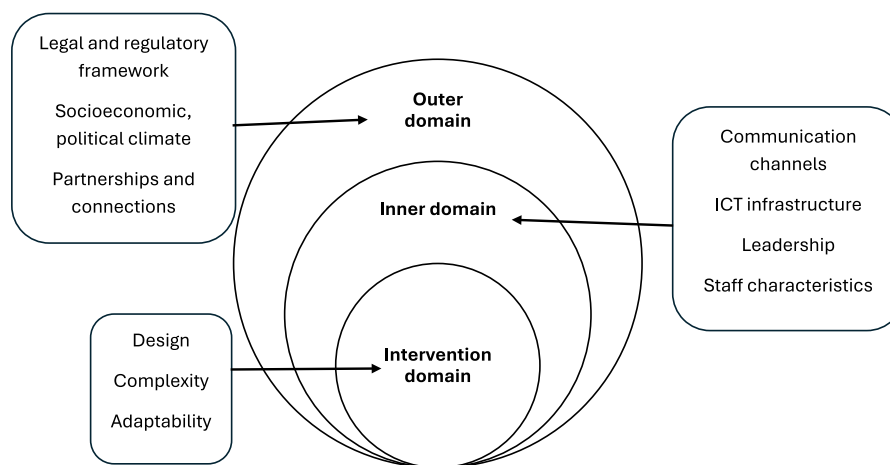 Legal and regulatory
framework
Socioeconomic,
political climate
Partnerships and
connections
Outer
domain
Inner domain
Intervention
domain
Communication
channels
ICT infrastructure
Leadership
Staff characteristics
Design
Complexity
Adaptability